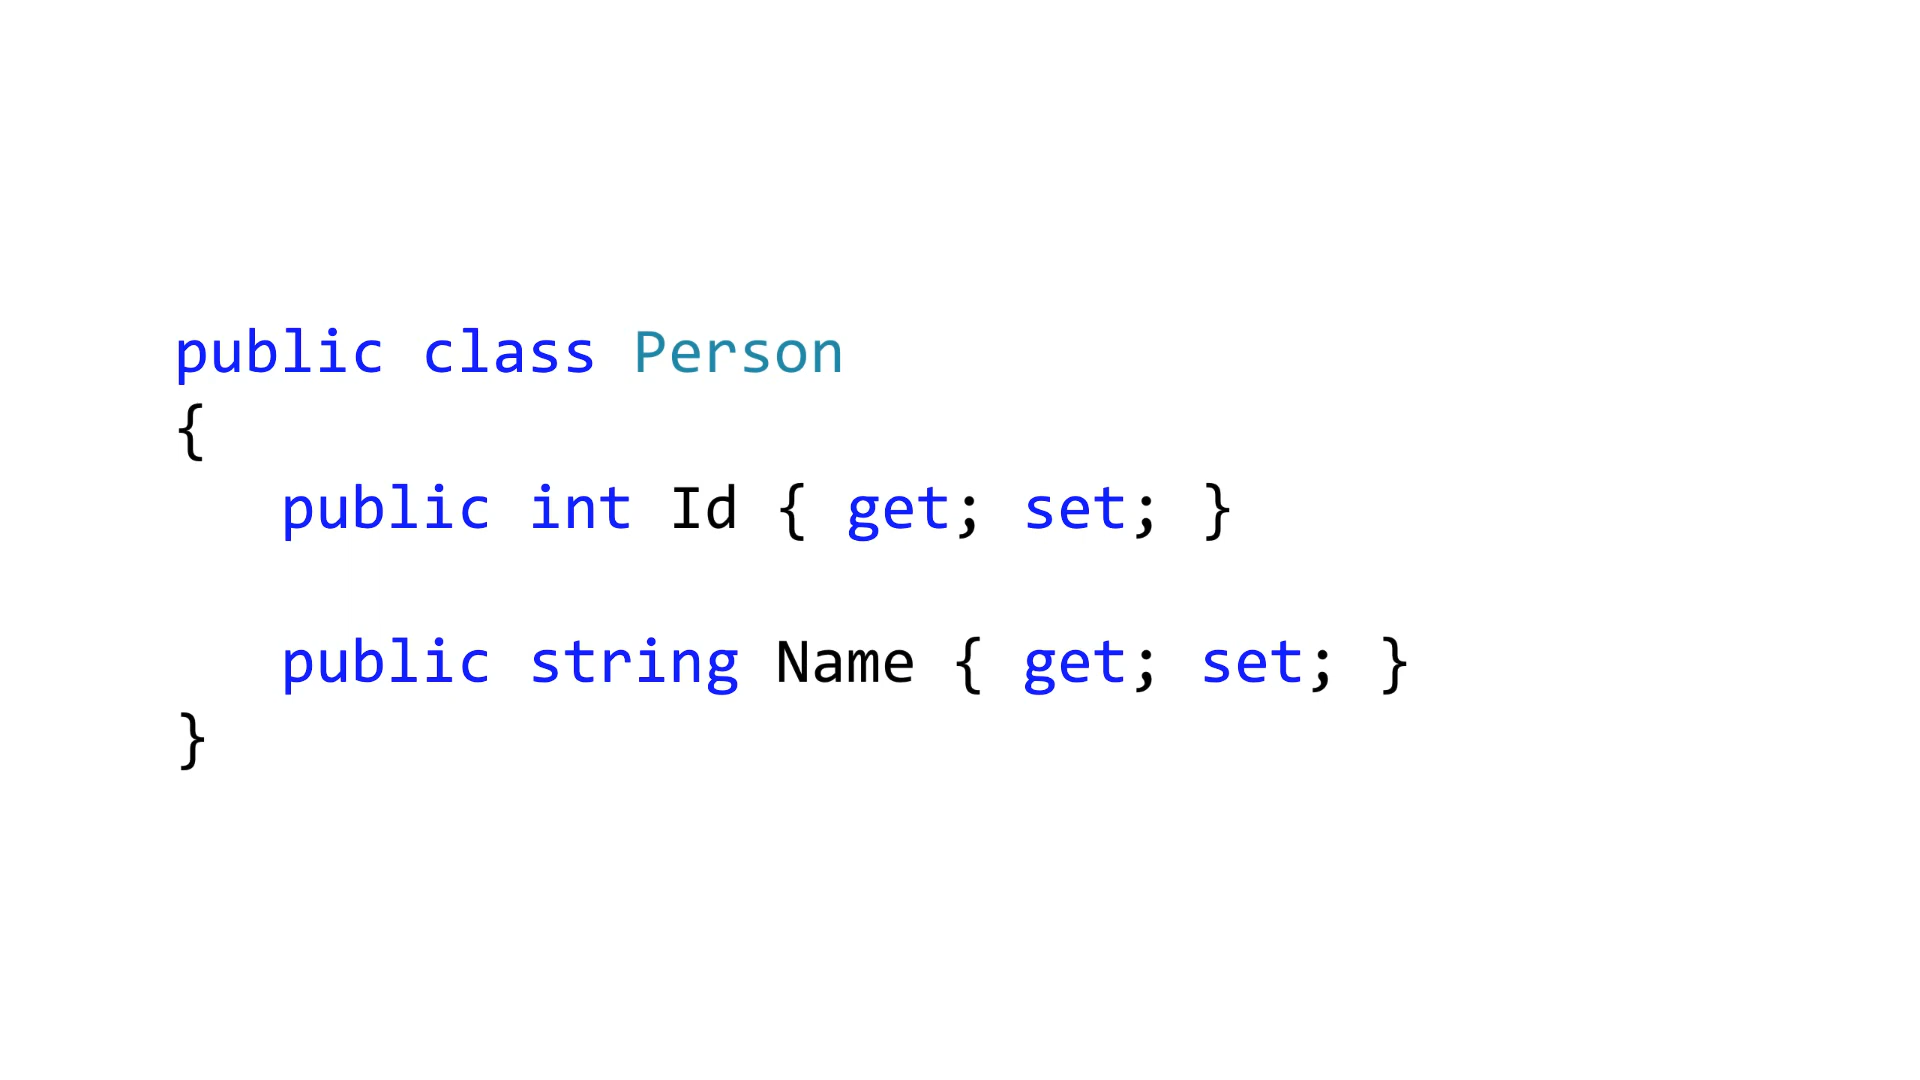 public class Person
{
   public int Id { get; set; }

   public string Name { get; set; }
}